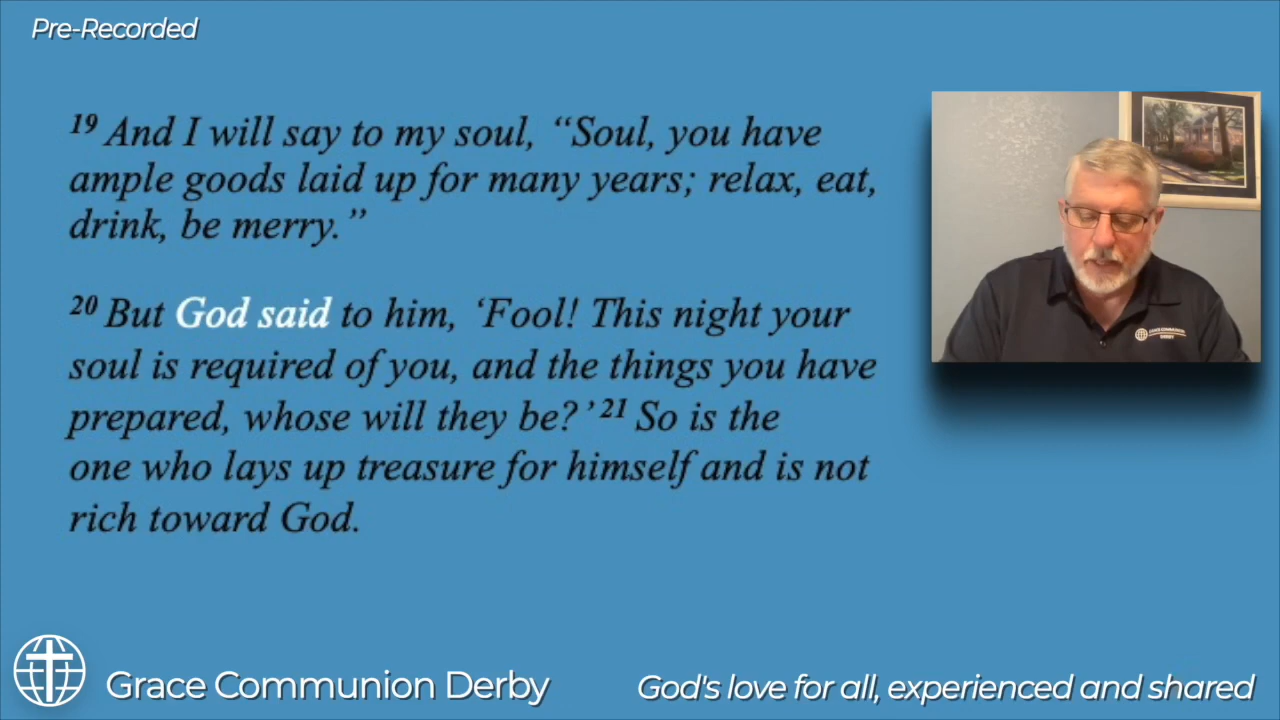 Pre-Recorded
19 And I will say to my soul, “Soul, you have
ample goods laid up for many years; relax, eat,
drink, be merry.”
20 But God said to him, ‘Fool! This night your
soul is required of you, and the things you have
prepared, whose will they be?’ 21 So is the
one who lays up treasure for himself and is not
rich toward God.
GRACE COMMUNION
DERBY
Grace Communion Derby
God's love for all, experienced and shared